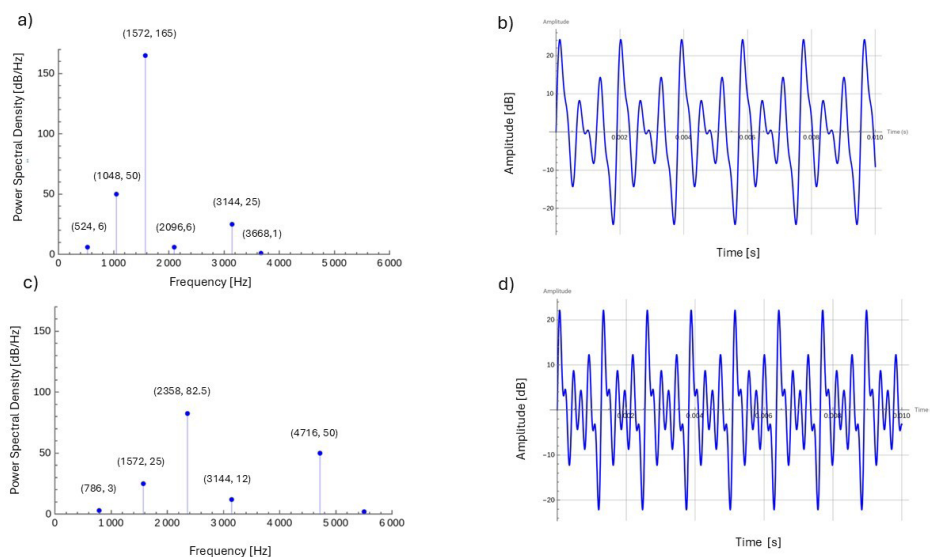 a)
(1572, 165)
Power Spectral Density [dB/Hz]
150
100
50
0
(1048, 50)
(524, 6)
(2096,6)
(3144, 25)
(3668,1)
0 1 000 2 000 3 000 4 000 5 000 6 000
Frequency [Hz]
b)
Amplitude
Amplitude [dB]
20
10
-10
-20
0.002 0.004 0.006 0.008 0.010
Time (s)
Time [s]
c)
Power Spectral Density [dB/Hz]
150
100
50
0
(2358, 82.5)
(4716, 50)
(1572, 25)
(786, 3)
(3144, 12)
0 1 000 2 000 3 000 4 000 5 000 6 000
Frequency [Hz]
d)
Amplitude
Amplitude [dB]
20
10
-10
-20
0.002 0.004 0.006 0.008 0.010
Time
Time [s]